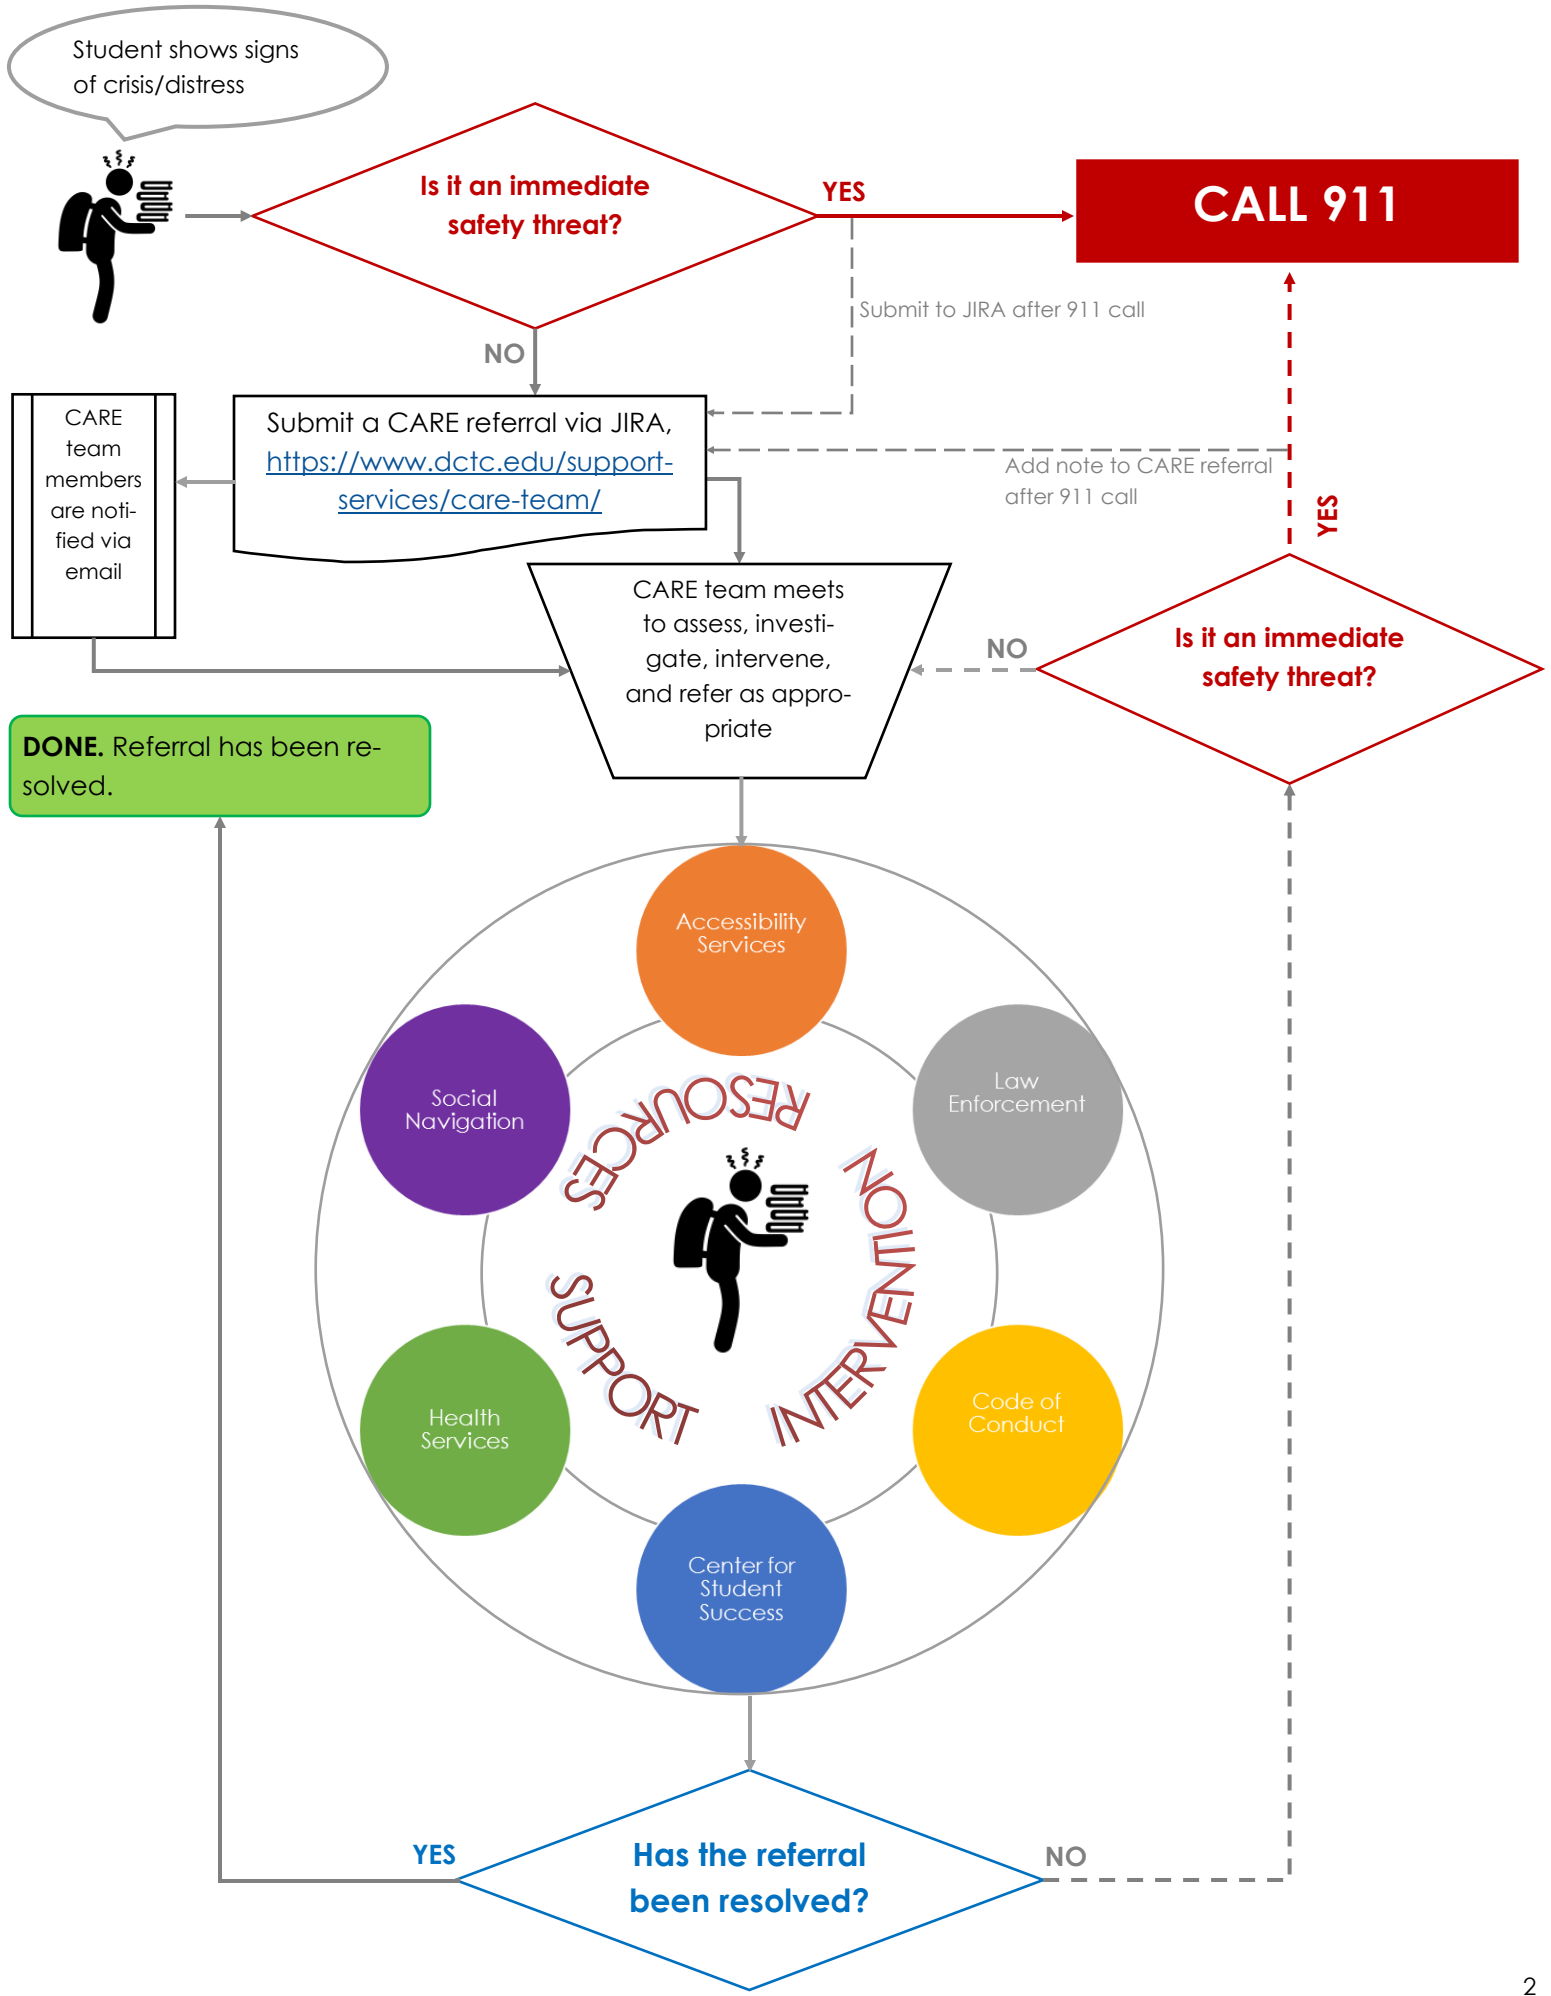 Student shows signs
of crisis/distress
Is it an immediate
safety threat?
YES
CALL 911
Submit to JIRA after 911 call
NO
CARE
team
members
are noti-
fied via
email
Submit a CARE referral via JIRA,
https://www.dctc.edu/support-
services/care-team/
Add note to CARE referral
after 911 call
YES
CARE team meets
to assess, investi-
gate, intervene,
and refer as appro-
priate
NO
Is it an immediate
safety threat?
DONE. Referral has been re-
solved.
Accessibility
Services
Social
Navigation
Law
Enforcement
RESOURCES
INTERVENTION
SUPPORT
Health
Services
Code of
Conduct
Center for
Student
Success
YES
Has the referral
been resolved?
NO
2